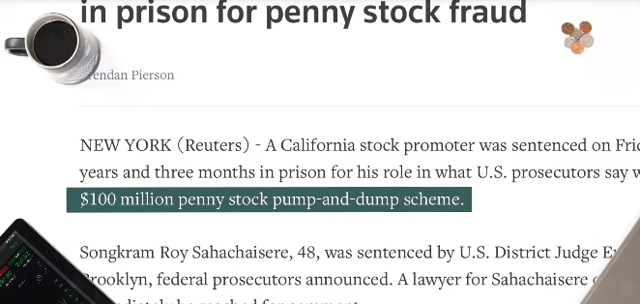 in prison for penny stock fraud
endan Pierson
NEW YORK (Reuters) - A California stock promoter was sentenced on Fri
years and three months in prison for his role in what U.S. prosecutors say w
$100 million penny stock pump-and-dump scheme.
Songkram Roy Sahachaisere, 48, was sentenced by U.S. District Judge E
Brooklyn, federal prosecutors announced. A lawyer for Sahachaisere